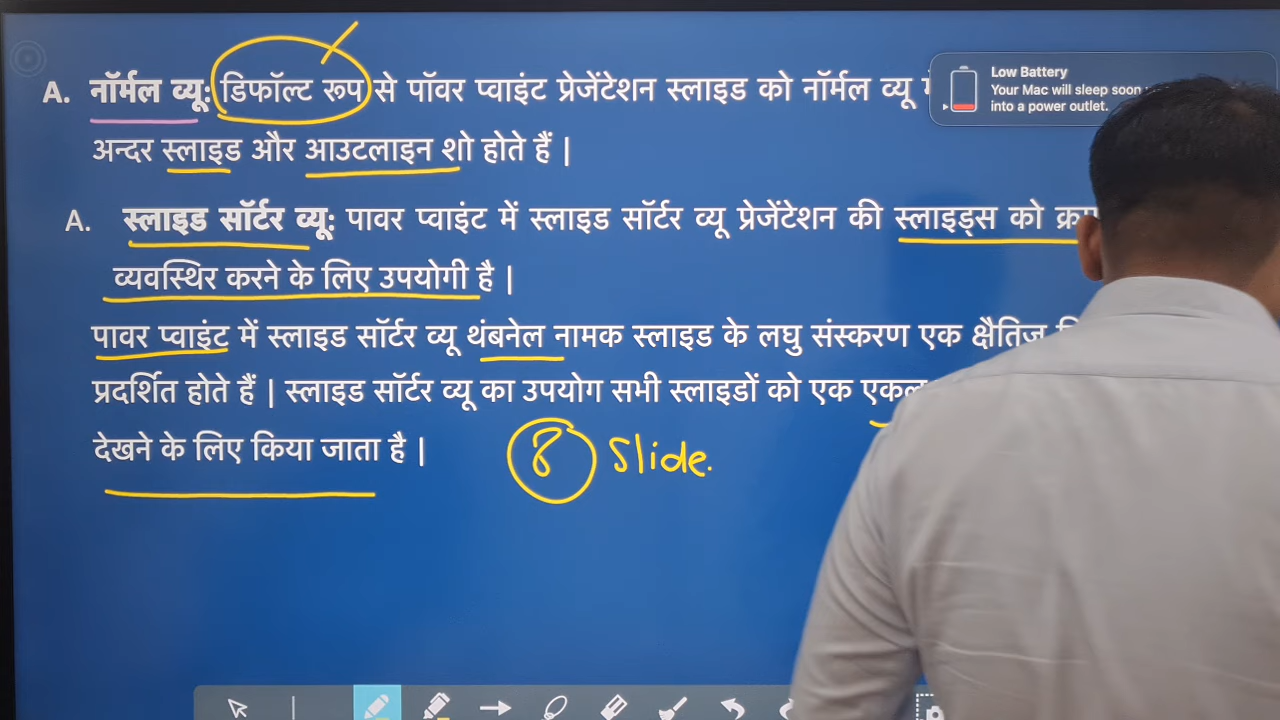 A. नॉर्मल व्यू: डिफॉल्ट रूप से पॉवर प्वाइंट प्रेजेंटेशन स्लाइड को नॉर्मल व्यू
अन्दर स्लाइड और आउटलाइन शो होते हैं |
A. स्लाइड सॉर्टर व्यू: पावर प्वाइंट में स्लाइड सॉर्टर व्यू प्रेजेंटेशन की स्लाइड्स को
व्यवस्थिर करने के लिए उपयोगी है |
पावर प्वाइंट में स्लाइड सॉर्टर व्यू थंबनेल नामक स्लाइड के लघु संस्करण एक क्षैतिज
प्रदर्शित होते हैं | स्लाइड सॉर्टर व्यू का उपयोग सभी स्लाइडों को एक
देखने के लिए किया जाता है |
8 Slide.
Low Battery
Your Mac will sleep soon
into a power outlet.